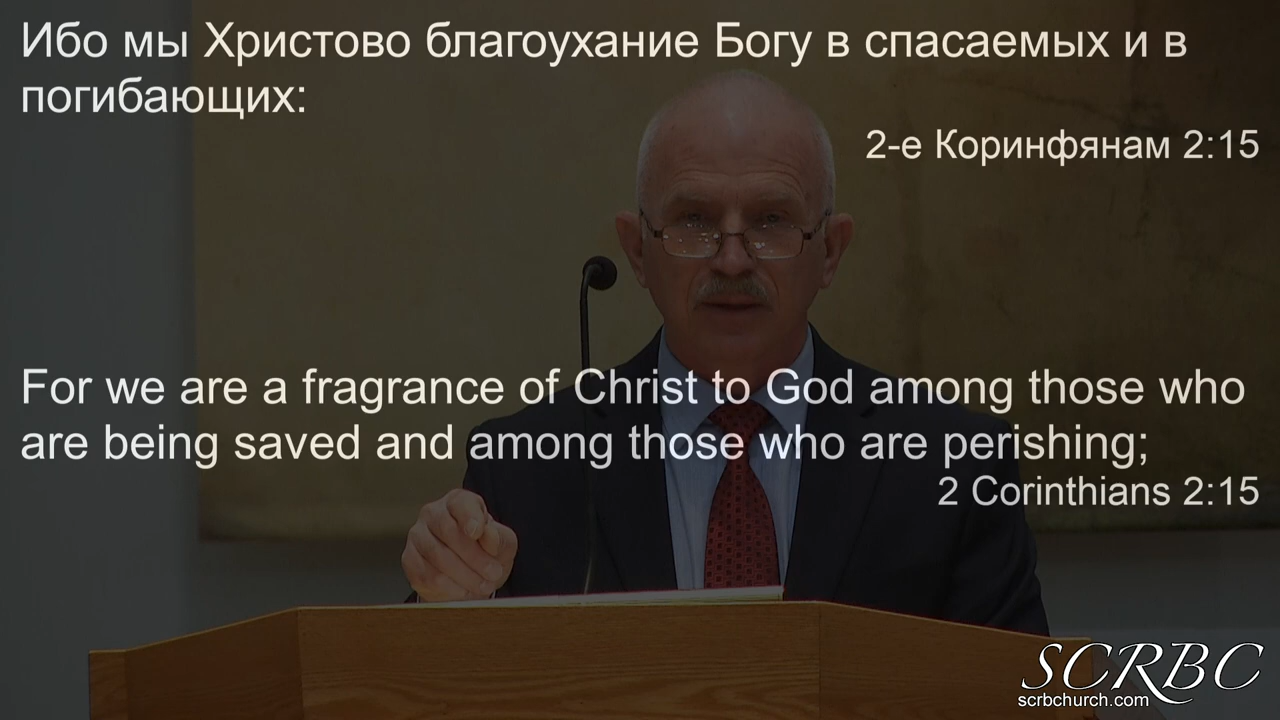 Ибо мы Христово благоухание Богу в спасаемых и в
погибающих:
2-е Коринфянам 2:15
For we are a fragrance of Christ to God among those who
are being saved and among those who are perishing;
2 Corinthians 2:15
SCRBC
scrbchurch.com